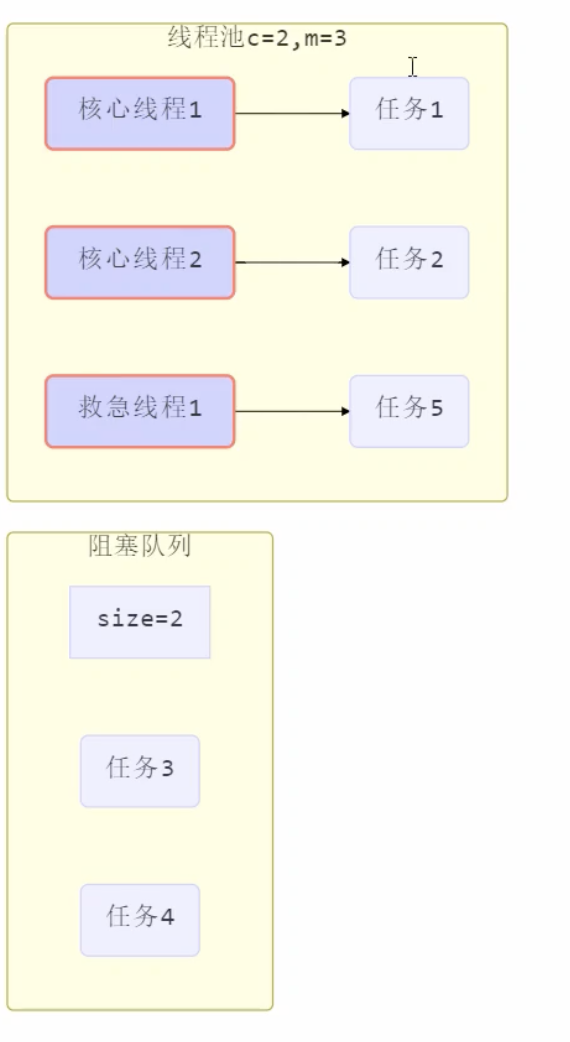 线程池c=2,m=3
核心线程1
任务1
核心线程2
任务2
救急线程1
任务5
阻塞队列
size=2
任务3
任务4